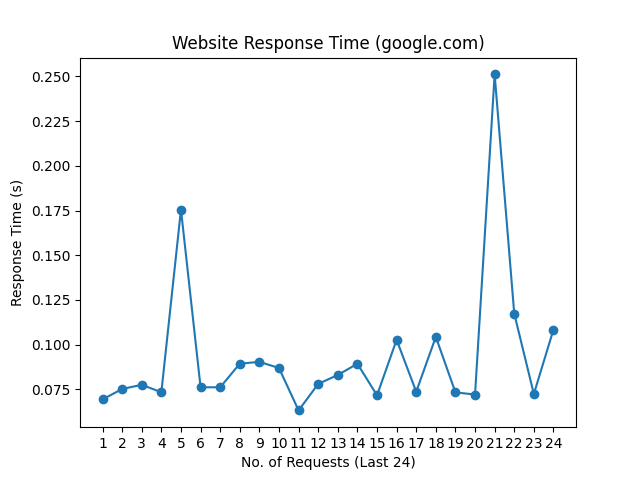 Website Response Time (google.com)
0.250
0.225
0.200
0.175
0.150
0.125
0.100
0.075
Response Time (s)
1 2 3 4 5 6 7 8 9 10 11 12 13 14 15 16 17 18 19 20 21 22 23 24
No. of Requests (Last 24)